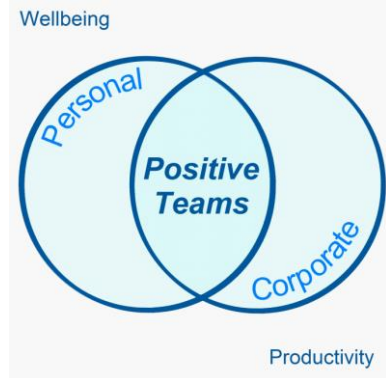 Wellbeing
Personal
Positive
Teams
Corporate
Productivity